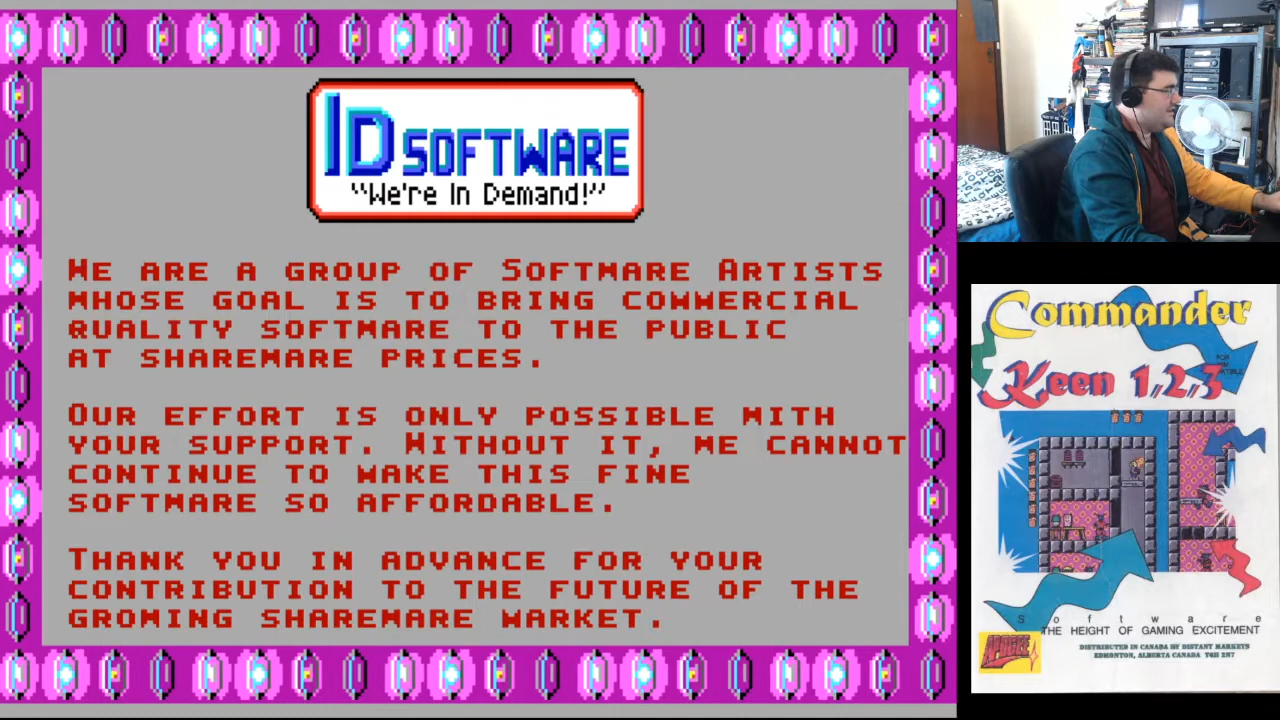 ID SOFTWARE
"We're In Demand!"
WE ARE A GROUP OF SOFTWARE ARTISTS
WHOSE GOAL IS TO BRING COMMERCIAL
QUALITY SOFTWARE TO THE PUBLIC
AT SHAREWARE PRICES.
OUR EFFORT IS ONLY POSSIBLE WITH
YOUR SUPPORT. WITHOUT IT, WE CANNOT
CONTINUE TO MAKE THIS FINE
SOFTWARE SO AFFORDABLE.
THANK YOU IN ADVANCE FOR YOUR
CONTRIBUTION TO THE FUTURE OF THE
GROWING SHAREWARE MARKET.
Commander
Keen 1,2,3
Software
THE HEIGHT OF GAMING EXCITEMENT
APOGEE
DISTRIBUTED IN CANADA BY DISTANT MARKETS
EDMONTON, ALBERTA CANADA T6H 2N7